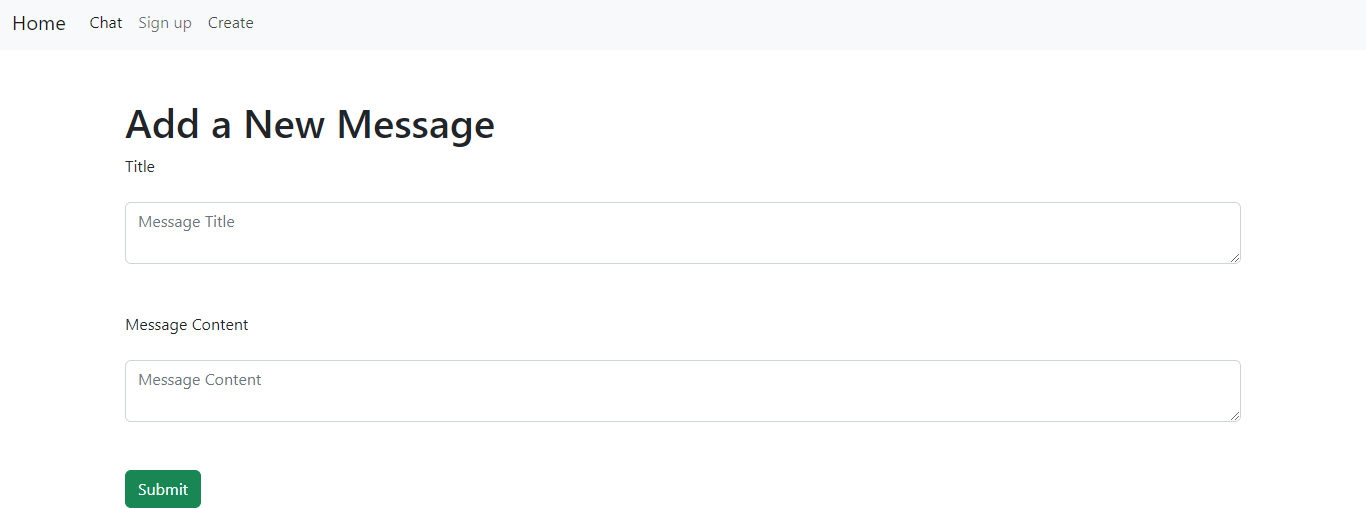 Home Chat Sign up Create
Add a New Message
Title
Message Title
Message Content
Message Content
Submit